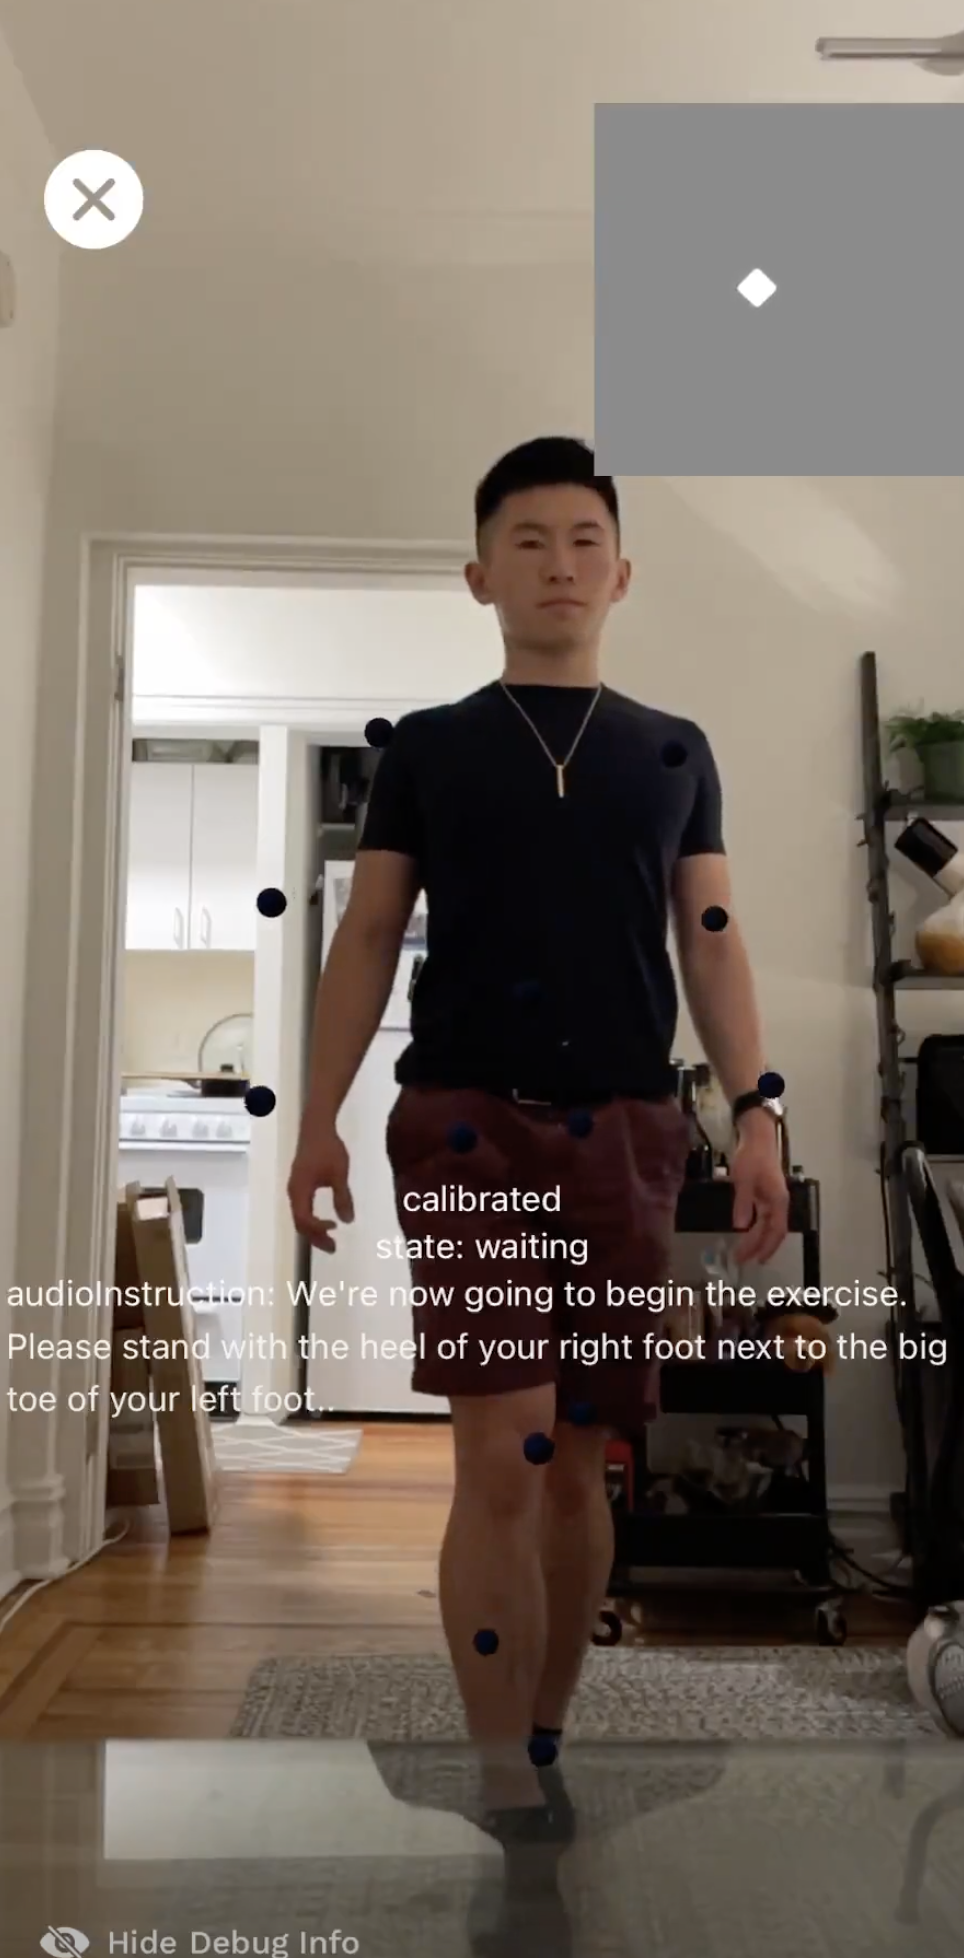 calibrated
state: waiting
audioInstruction: We're now going to begin the exercise.
Please stand with the heel of your right foot next to the big
toe of your left foot..
Hide Debug Info